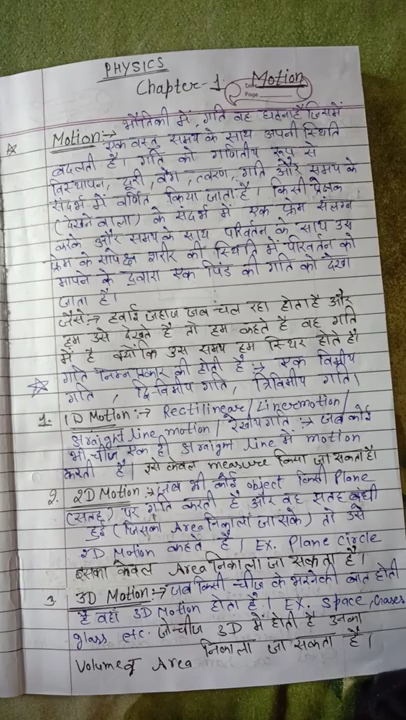 PHYSICS
Chapter-1 Motion
Date
Page
Motion:→ भौतिकी में, गति वह घटना है जिसमें
एक वस्तु समय के साथ अपनी स्थिति
बदलती है। गति को गणितीय रूप से
विस्थापन, दूरी, वेग, त्वरण, गति और समय के
संदर्भ में वर्णित किया जाता है। किसी प्रेक्षक
(देखने वाला) के संदर्भ में एक फ्रेम संलग्न
करके और समय के साथ परिवर्तन के साथ उस
फ्रेम के सापेक्ष शरीर की स्थिति में परिवर्तन को
मापने के द्वारा एक पिंड की गति को देखा
जाता है।
जैसे → हवाई जहाज जब चल रहा होता है और
हम उसे देखते है तो हम कहते है वह गति
में है क्योंकि उस समय हम स्थिर होते है।
गति निम्न प्रकार की होती है:→ एक विमीय
गति, द्वि-विमीय गति, त्रिविमीय गति।
1. 1D Motion:→ Rectilinear/Linermotion/
straight line motion/ रेखीय गति:→ जब कोई
भी चीज एक ही straight line में motion
करती है। इसे केवल measure किया जा सकता है।
2. 2D Motion:→ जब भी कोई object किसी Plane
(सतह) पर गति करती है और वह सतह
हुई (जिसका Area निकाला जा सके) तो उसे
2D Motion कहते है। EX. Plane Circle
इसका केवल Area निकाला जा सकता है।
3. 3D Motion:→ जब किसी चीज के भरने की बात होती
है वहां 3D Motion होता है। EX. Space, Gases
glass etc. जो चीज 3D में होती है उनका
Volume व Area निकाला जा सकता है।